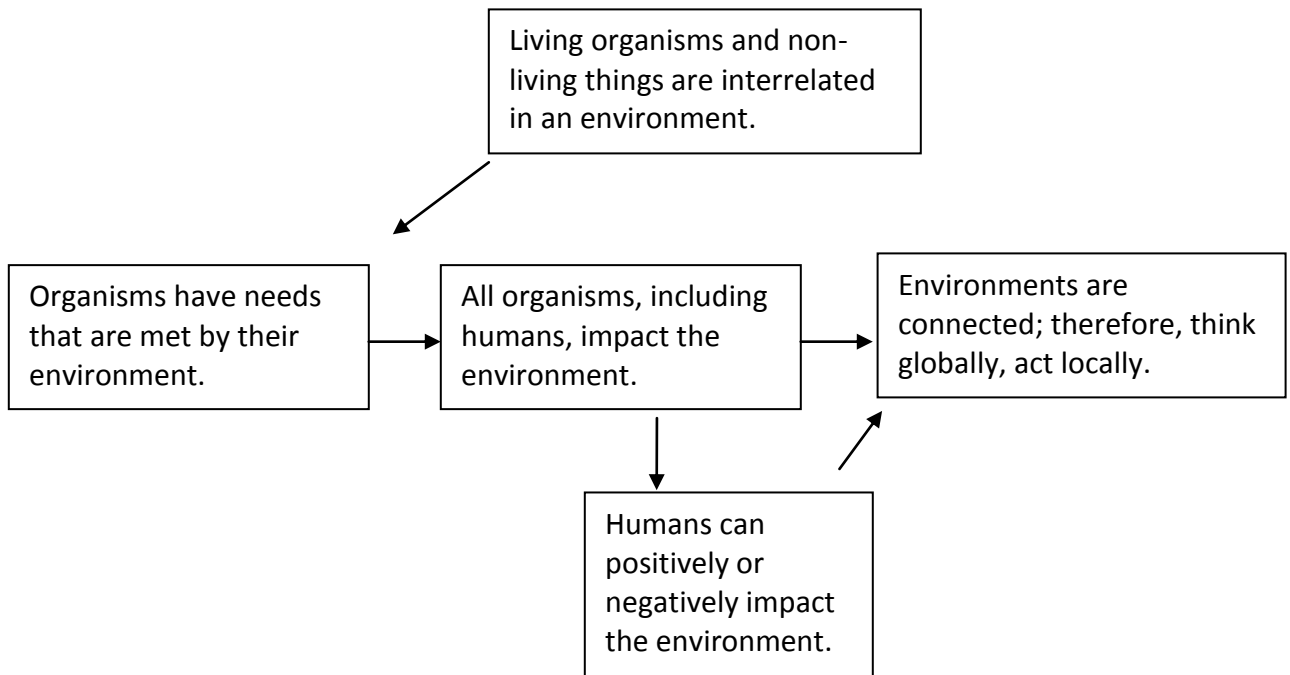 Living organisms and non-
living things are interrelated
in an environment.
Organisms have needs
that are met by their
environment.
All organisms, including
humans, impact the
environment.
Environments are
connected; therefore, think
globally, act locally.
Humans can
positively or
negatively impact
the environment.